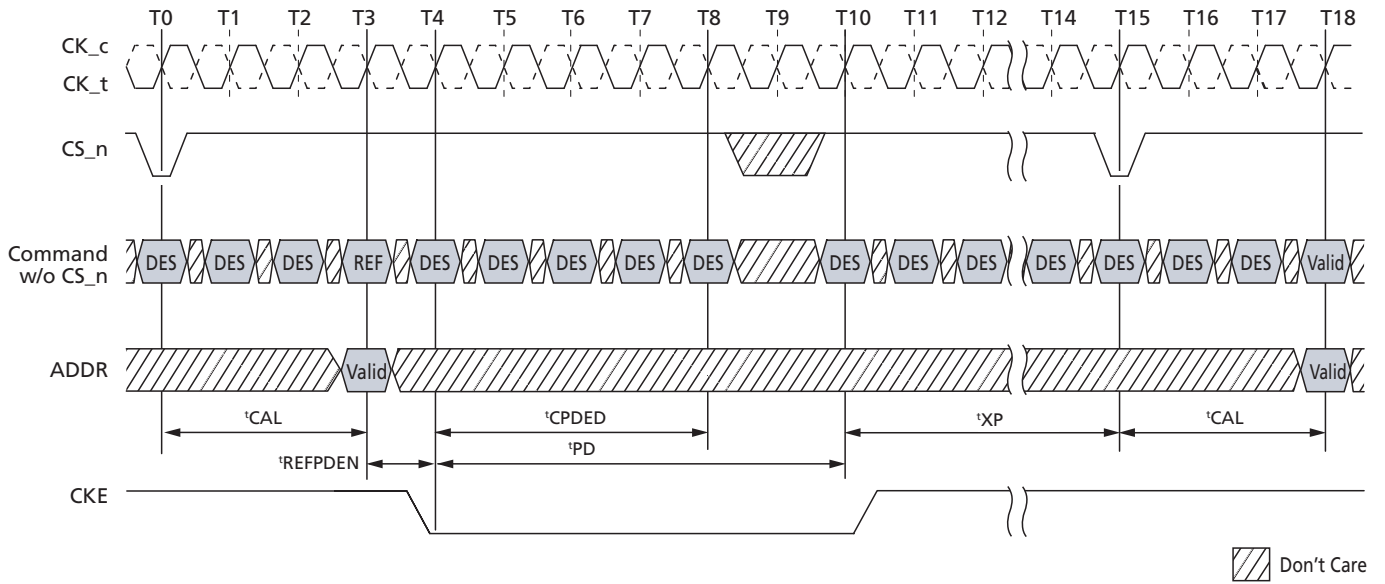 T0 T1 T2 T3 T4 T5 T6 T7 T8 T9 T10 T11 T12 T14 T15 T16 T17 T18
CK_c
CK_t
CS_n
Command
w/o CS_n
DES DES DES REF DES DES DES DES DES DES DES DES DES DES DES DES Valid
ADDR
Valid Valid
tCAL tCPDED tXP tCAL
tREFPDEN tPD
CKE
Don't Care